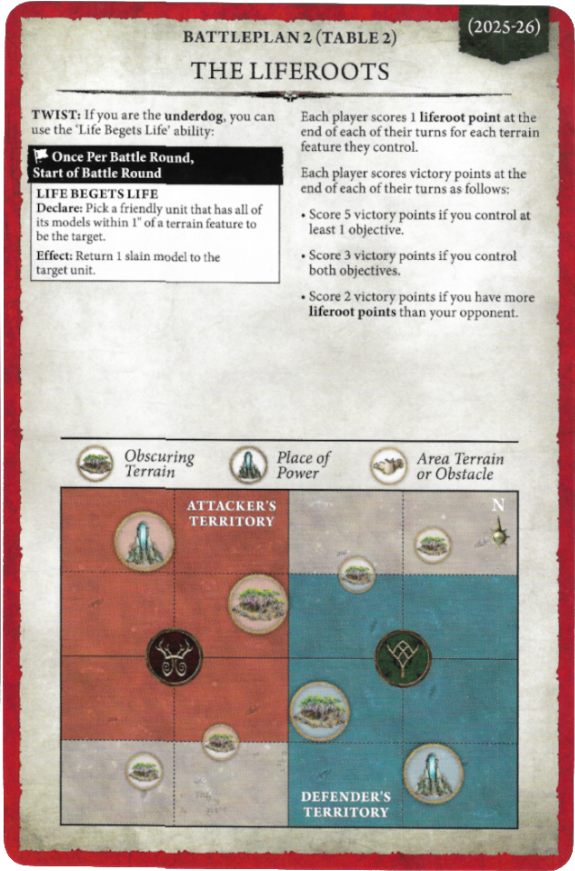 (2025-26)
BATTLEPLAN 2 (TABLE 2)
THE LIFEROOTS
TWIST: If you are the underdog, you can
use the 'Life Begets Life' ability:
Once Per Battle Round,
Start of Battle Round
LIFE BEGETS LIFE
Declare: Pick a friendly unit that has all of
its models within 1" of a terrain feature to
be the target.
Effect: Return 1 slain model to the
target unit.
Each player scores 1 liferoot point at the
end of each of their turns for each terrain
feature they control.
Each player scores victory points at the
end of each of their turns as follows:
• Score 5 victory points if you control at
least 1 objective.
• Score 3 victory points if you control
both objectives.
• Score 2 victory points if you have more
liferoot points than your opponent.
Obscuring
Terrain
Place of
Power
Area Terrain
or Obstacle
ATTACKER'S
TERRITORY
N
DEFENDER'S
TERRITORY